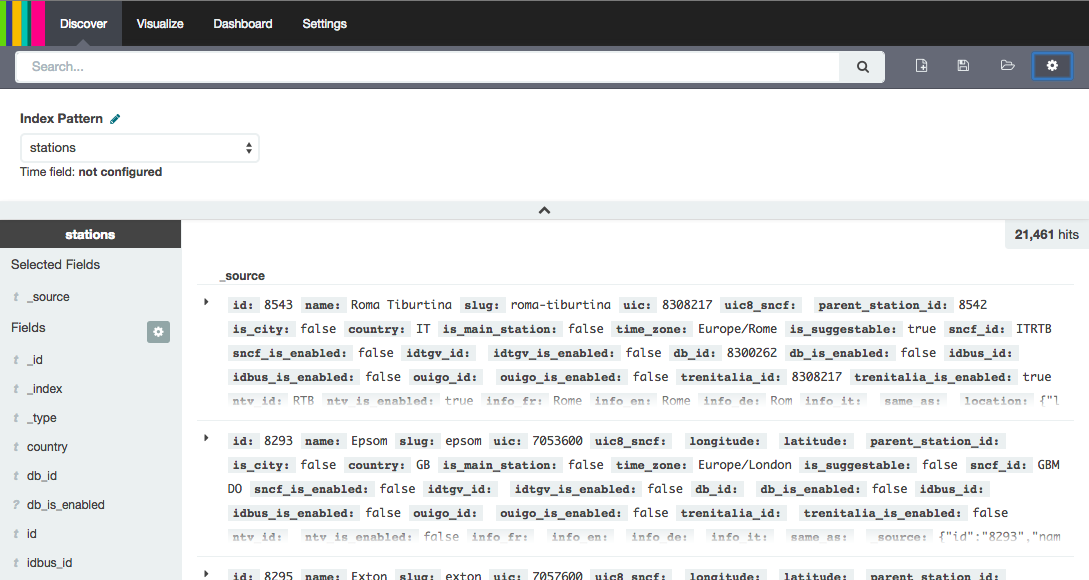 Discover Visualize Dashboard Settings
Search...
Index Pattern
stations
Time field: not configured
stations
21,461 hits
Selected Fields
t _source
Fields
t _id
t _index
t _type
t country
t db_id
? db_is_enabled
t id
t idbus_id
_source
id: 8543 name: Roma Tiburtina slug: roma-tiburtina uic: 8308217 uic8_sncf: parent_station_id: 8542
is_city: false country: IT is_main_station: false time_zone: Europe/Rome is_suggestable: true sncf_id: ITRTB
sncf_is_enabled: false idtgv_id: idtgv_is_enabled: false db_id: 8300262 db_is_enabled: false idbus_id:
idbus_is_enabled: false ouigo_id: ouigo_is_enabled: false trenitalia_id: 8308217 trenitalia_is_enabled: true
ntv_id: RTB ntv_is_enabled: true info_fr: Rome info_en: Rome info_de: Rom info_it: same_as: location: {"l
id: 8293 name: Epsom slug: epsom uic: 7053600 uic8_sncf: longitude: latitude: parent_station_id:
is_city: false country: GB is_main_station: false time_zone: Europe/London is_suggestable: false sncf_id: GBM
DO sncf_is_enabled: false idtgv_id: idtgv_is_enabled: false db_id: db_is_enabled: false idbus_id:
idbus_is_enabled: false ouigo_id: ouigo_is_enabled: false trenitalia_id: trenitalia_is_enabled: false
ntv_id: ntv_is_enabled: false info_fr: info_en: info_de: info_it: same_as: _source: {"id":"8293","nam
id: 8295 name: Exton slug: exton uic: 7057600 uic8_sncf: longitude: latitude: parent_station_id: